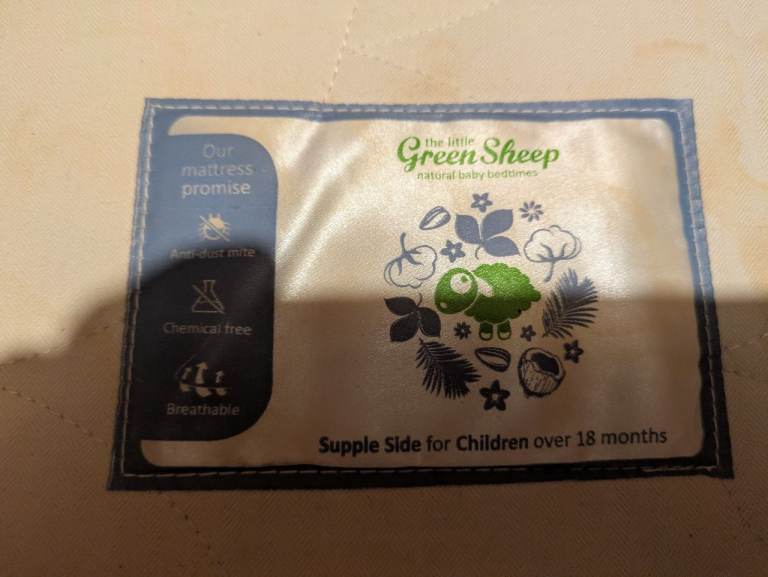 Our
mattress
promise
Anti-dust mite
Chemical free
Breathable
the little
Green Sheep
natural baby bedtimes
Supple Side for Children over 18 months